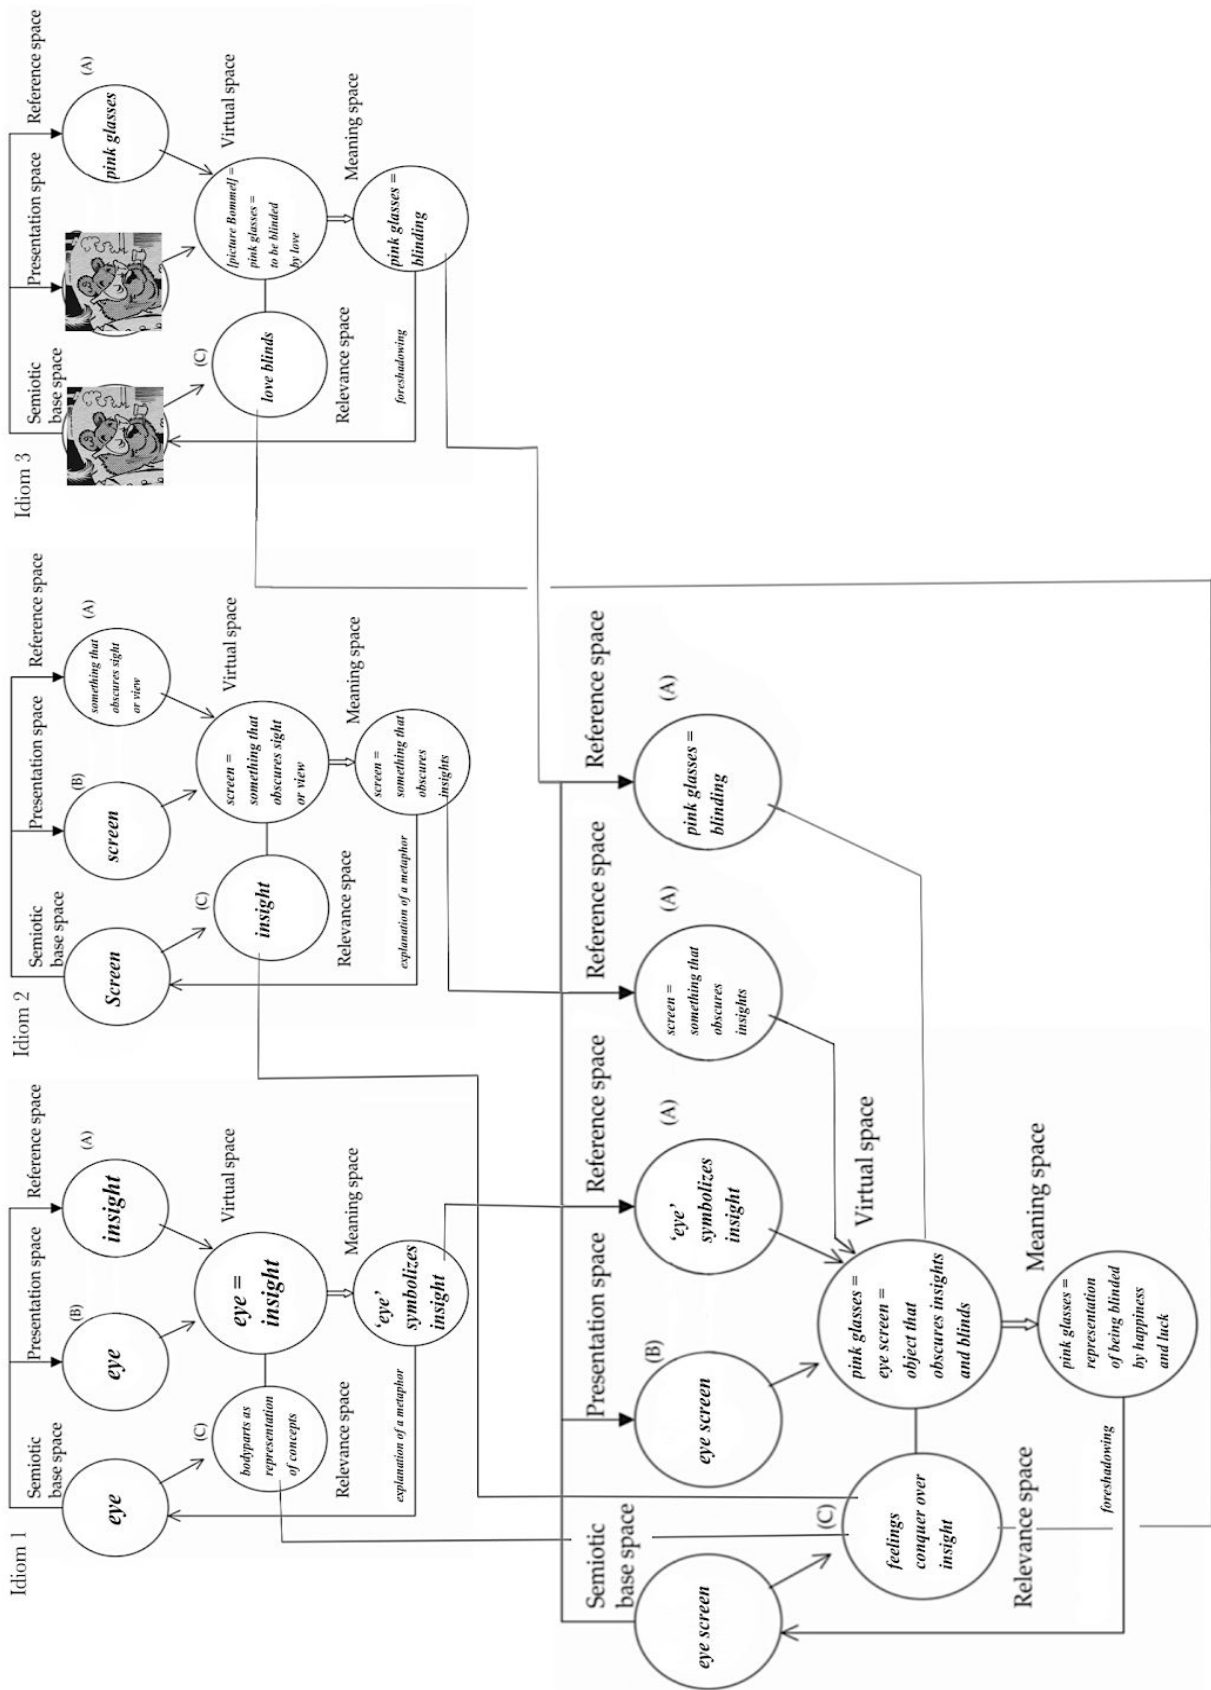 Idiom 1
Semiotic
base space
Presentation space
Reference space
eye
(B)
eye
(A)
insight
(C)
bodyparts as
representation
of concepts
Relevance space
eye =
insight
Virtual space
Meaning space
‘eye’
symbolizes
insight
explanation of a metaphor
Idiom 2
Semiotic
base space
Presentation space
Reference space
Screen
(B)
screen
(A)
something that
obscures sight
or view
(C)
insight
Relevance space
screen =
something that
obscures sight
or view
Virtual space
Meaning space
screen =
something that
obscures
insights
explanation of a metaphor
Idiom 3
Semiotic
base space
Presentation space
Reference space
(A)
pink glasses
(C)
love blinds
Relevance space
[picture Bommel] =
pink glasses =
to be blinded
by love
Virtual space
Meaning space
pink glasses =
blinding
foreshadowing
Semiotic
base space
Presentation space
Reference space
Reference space
Reference space
eye screen
(B)
eye screen
(A)
‘eye’
symbolizes
insight
(A)
screen =
something that
obscures
insights
(A)
pink glasses =
blinding
(C)
feelings
conquer over
insight
Relevance space
pink glasses =
eye screen =
object that
obscures insights
and blinds
Virtual space
Meaning space
pink glasses =
representation
of being blinded
by happiness
and luck
foreshadowing